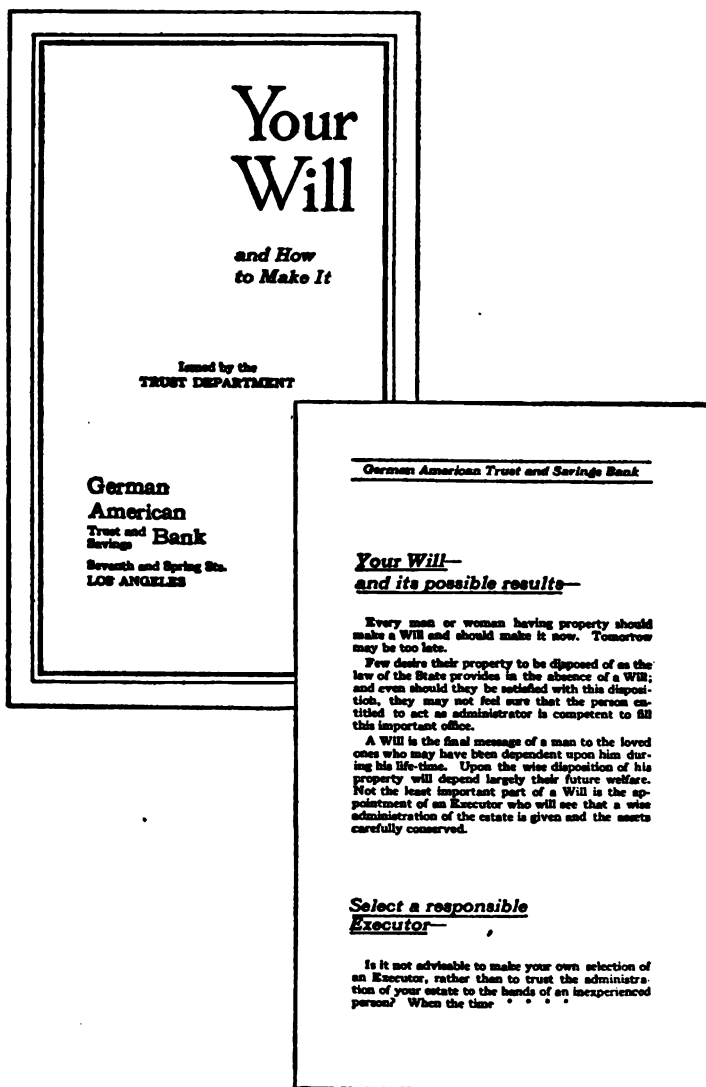 Your
Will
and How
to Make It
Issued by the
TRUST DEPARTMENT
German
American
Trust and
Savings Bank
Seventh and Spring Sts.
LOS ANGELES
German American Trust and Savings Bank
Your Will—
and its possible results—
Every man or woman having property should
make a Will and should make it now. Tomorrow
may be too late.
Few desire their property to be disposed of as the
law of the State provides in the absence of a Will;
and even should they be satisfied with this disposi-
tion, they may not feel sure that the person en-
titled to act as administrator is competent to fill
this important office.
A Will is the final message of a man to the loved
ones who may have been dependent upon him dur-
ing his life-time. Upon the wise disposition of his
property will depend largely their future welfare.
Not the least important part of a Will is the ap-
pointment of an Executor who will see that a wise
administration of the estate is given and the assets
carefully conserved.
Select a responsible
Executor—
Is it not advisable to make your own selection of
an Executor, rather than to trust the administra-
tion of your estate to the hands of an inexperienced
person? When the time * * * *